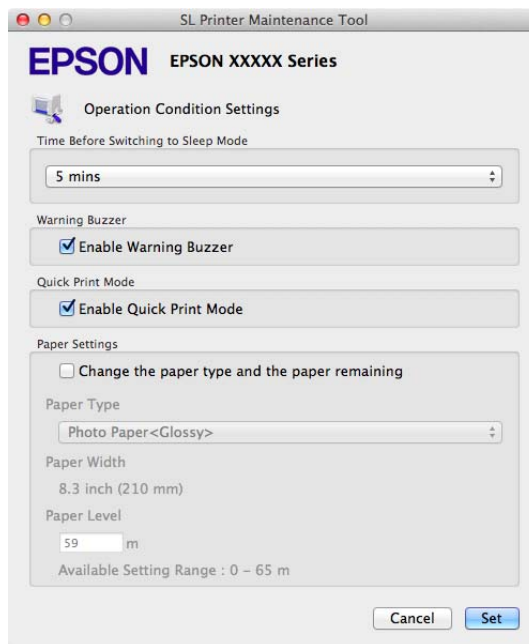 SL Printer Maintenance Tool
EPSON EPSON XXXXX Series
Operation Condition Settings
Time Before Switching to Sleep Mode
5 mins
Warning Buzzer
Enable Warning Buzzer
Quick Print Mode
Enable Quick Print Mode
Paper Settings
Change the paper type and the paper remaining
Paper Type
Photo Paper<Glossy>
Paper Width
8.3 inch (210 mm)
Paper Level
59 m
Available Setting Range : 0 – 65 m
Cancel Set